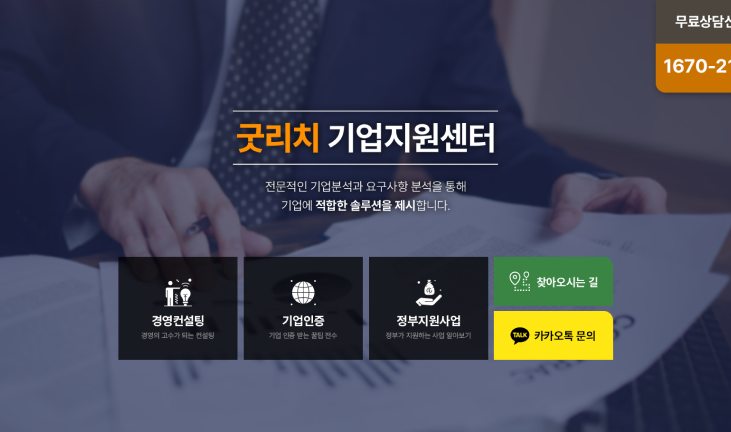 무료상담신
1670-21
굿리치 기업지원센터
전문적인 기업분석과 요구사항 분석을 통해
기업에 적합한 솔루션을 제시합니다.
경영컨설팅
경영의 고수가 되는 컨설팅
기업인증
기업 인증 받는 꿀팁 전수
정부지원사업
정부가 지원하는 사업 알아보기
찾아오시는 길
TALK 카카오톡 문의